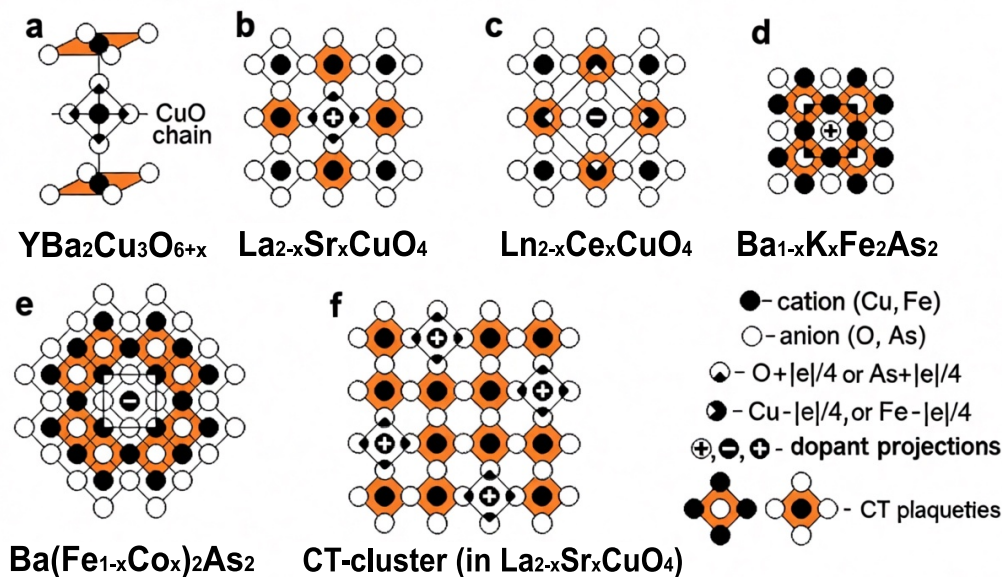 a
b
c
d
CuO
chain
YBa₂Cu₃O₆₊ₓ
La₂₋ₓSrₓCuO₄
Ln₂₋ₓCeₓCuO₄
Ba₁₋ₓKₓFe₂As₂
e
f
- cation (Cu, Fe)
- anion (O, As)
- O+|e|/4 or As+|e|/4
- Cu-|e|/4, or Fe-|e|/4
+, −, + - dopant projections
- CT plaqueties
Ba(Fe₁₋ₓCoₓ)₂As₂
CT-cluster (in La₂₋ₓSrₓCuO₄)